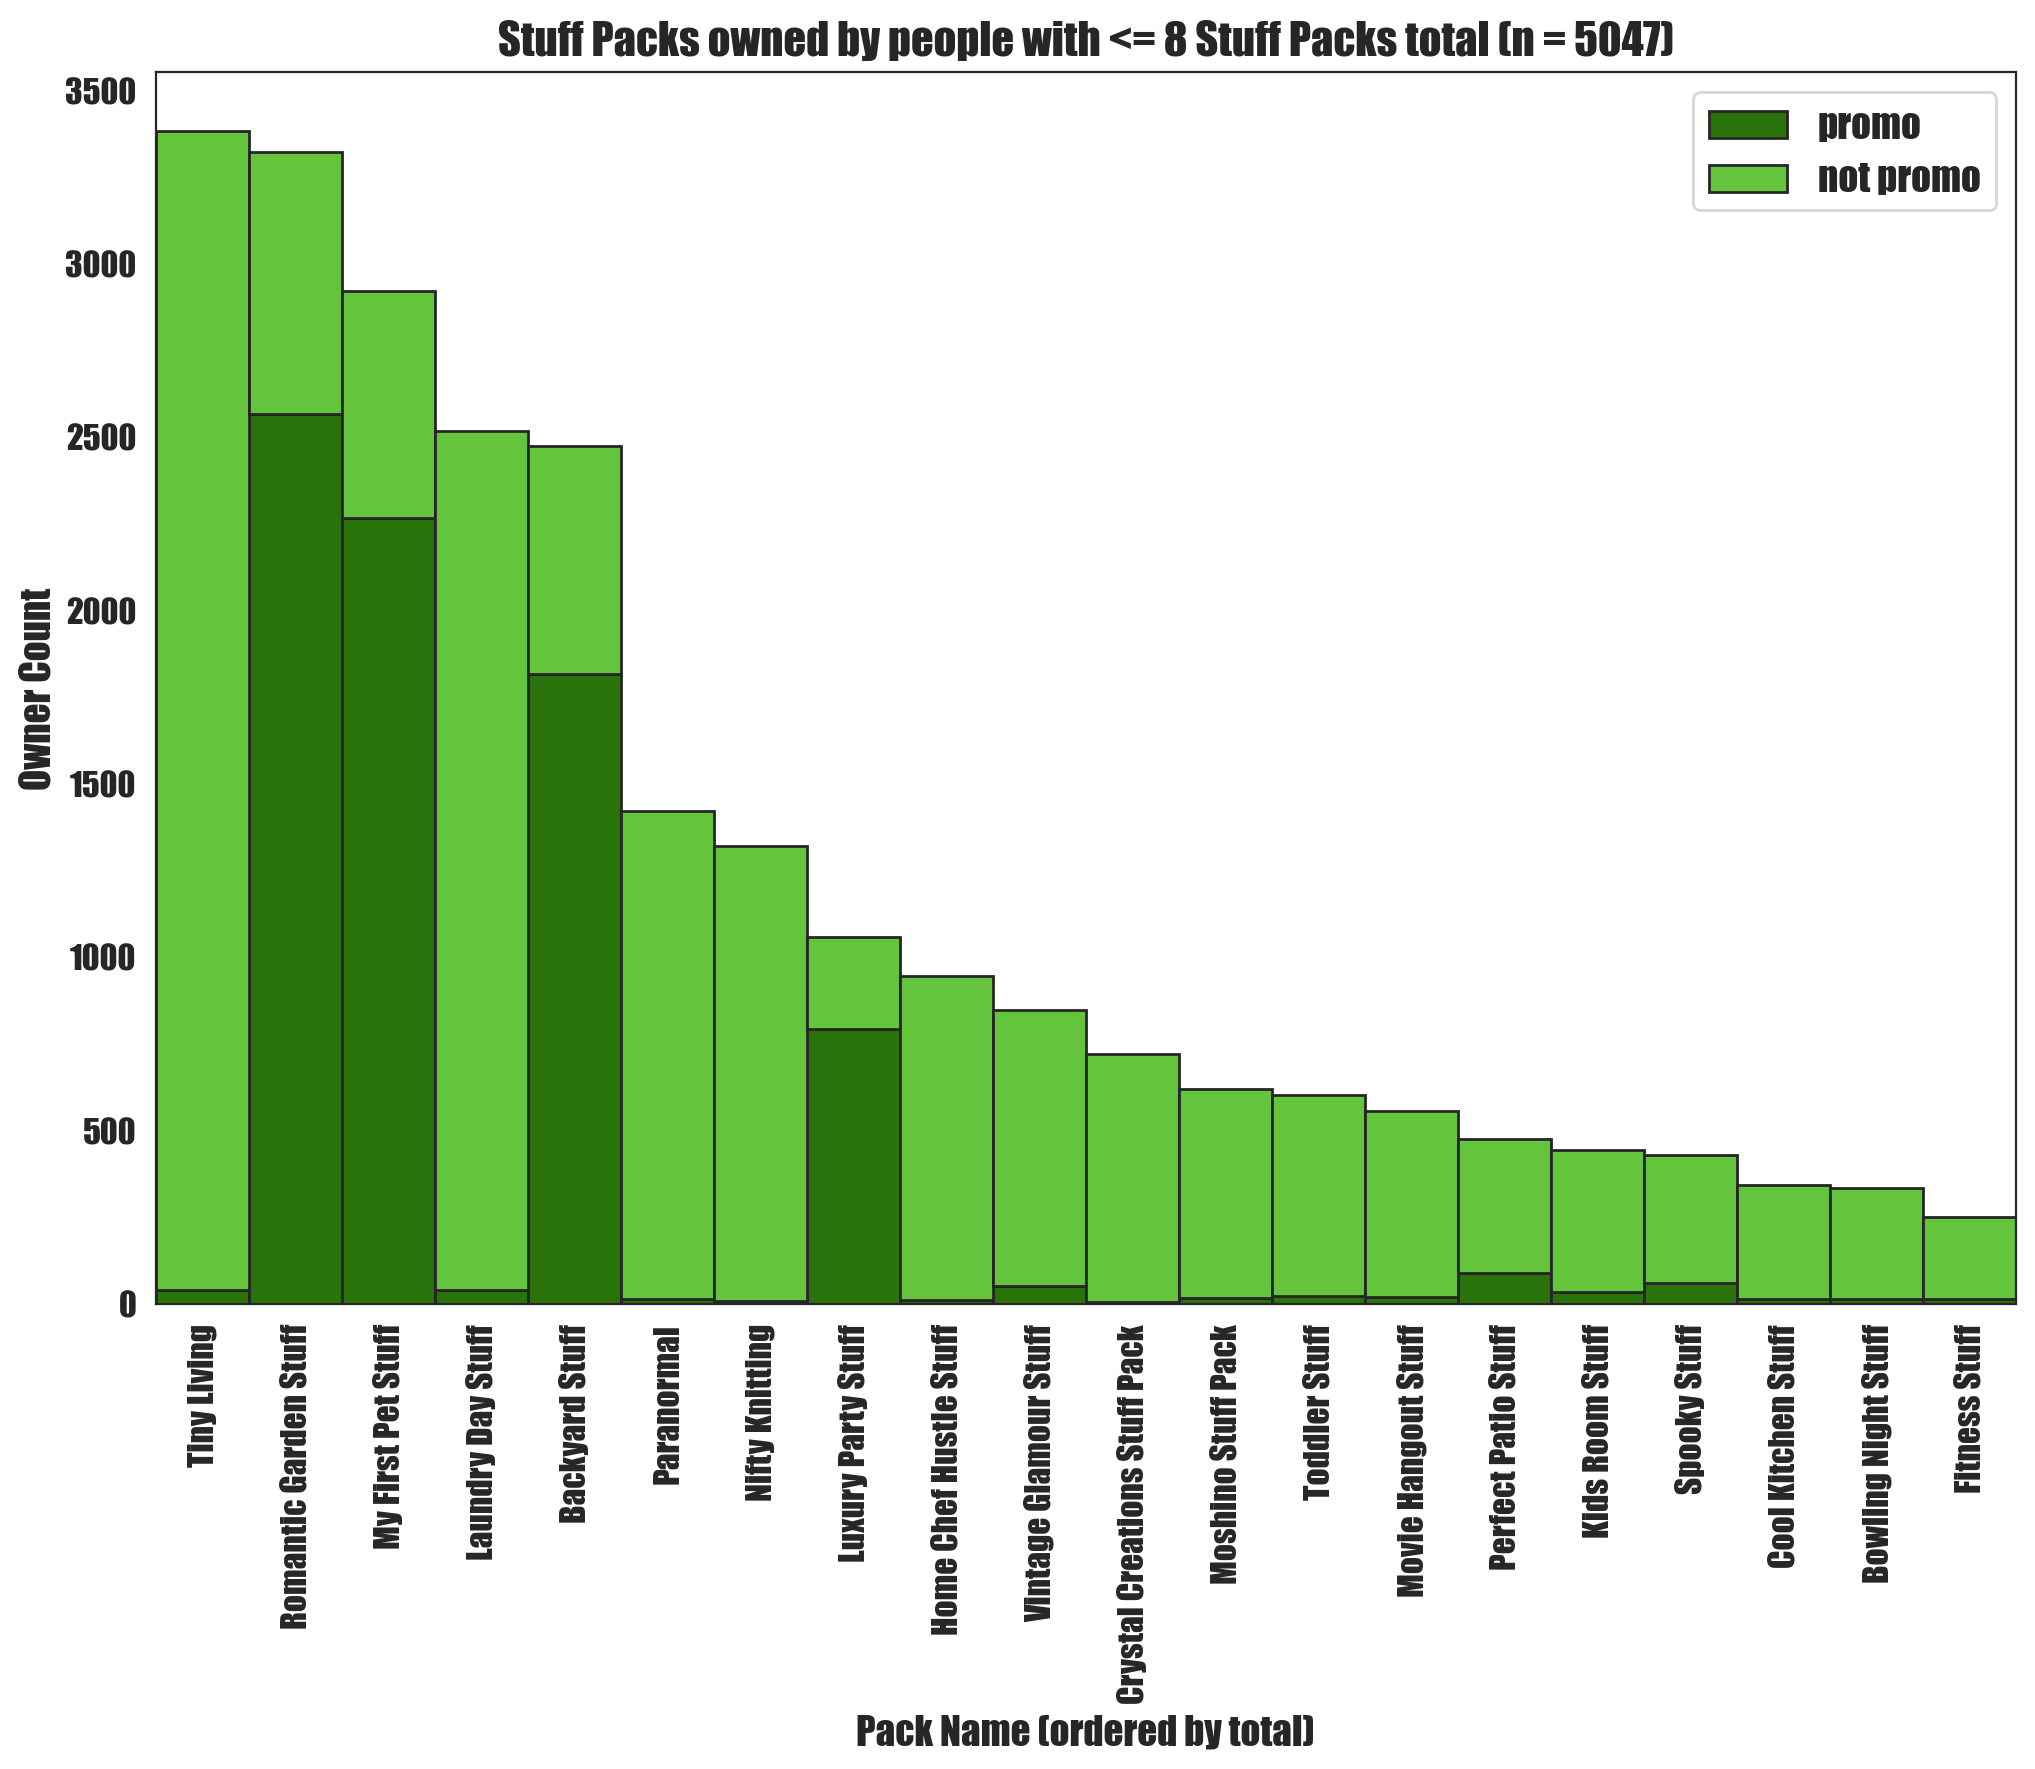 Stuff Packs owned by people with <= 8 Stuff Packs total (n = 5047)
promo
not promo
Owner Count
3500
3000
2500
2000
1500
1000
500
0
Tiny Living
Romantic Garden Stuff
My First Pet Stuff
Laundry Day Stuff
Backyard Stuff
Paranormal
Nifty Knitting
Luxury Party Stuff
Home Chef Hustle Stuff
Vintage Glamour Stuff
Crystal Creations Stuff Pack
Moshino Stuff Pack
Toddler Stuff
Movie Hangout Stuff
Perfect Patio Stuff
Kids Room Stuff
Spooky Stuff
Cool Kitchen Stuff
Bowling Night Stuff
Fitness Stuff
Pack Name (ordered by total)